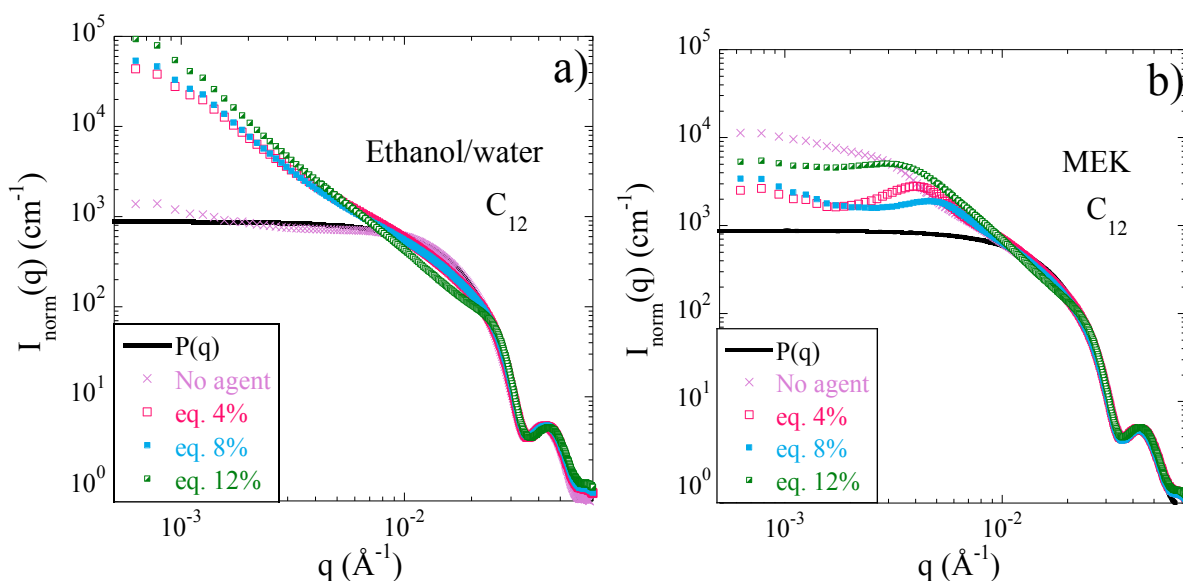 a)
Ethanol/water
C12
Inorm(q) (cm-1)
10^5
10^4
10^3
10^2
10^1
10^0
P(q)
No agent
eq. 4%
eq. 8%
eq. 12%
10^-3
10^-2
q (Å^-1)
b)
MEK
C12
Inorm(q) (cm-1)
10^5
10^4
10^3
10^2
10^1
10^0
P(q)
No agent
eq. 4%
eq. 8%
eq. 12%
10^-3
10^-2
q (Å^-1)